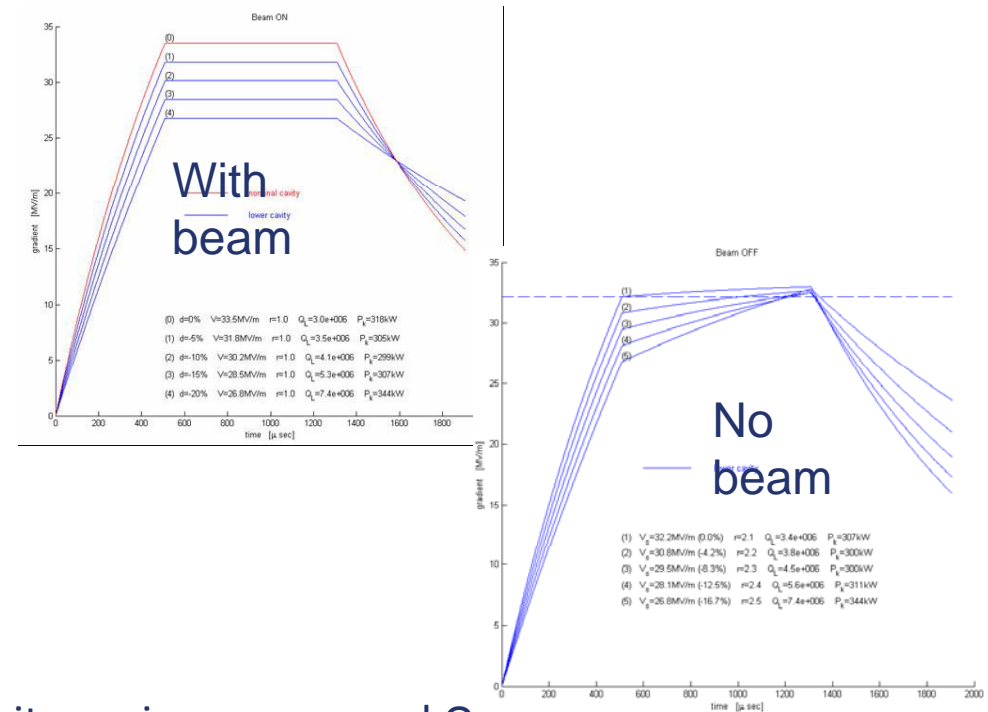 Beam ON
35
30
25
20
15
10
5
0
gradient [MV/m]
(0)
(1)
(2)
(3)
(4)
With
beam
nominal cavity
lower cavity
(0) d=0% V=33.5MV/m r=1.0 Q_L=3.0e+006 P_k=318kW
(1) d=-5% V=31.8MV/m r=1.0 Q_L=3.5e+006 P_k=305kW
(2) d=-10% V=30.2MV/m r=1.0 Q_L=4.1e+006 P_k=299kW
(3) d=-15% V=28.5MV/m r=1.0 Q_L=5.3e+006 P_k=307kW
(4) d=-20% V=26.8MV/m r=1.0 Q_L=7.4e+006 P_k=344kW
0 200 400 600 800 1000 1200 1400 1600 1800
time [μ sec]
Beam OFF
35
30
25
20
15
10
5
0
gradient [MV/m]
(1)
(2)
(3)
(4)
(5)
No
beam
lower cavity
(1) V_s=32.2MV/m (0.0%) r=2.1 Q_L=3.4e+006 P_k=307kW
(2) V_s=30.8MV/m (-4.2%) r=2.2 Q_L=3.8e+006 P_k=300kW
(3) V_s=29.5MV/m (-8.3%) r=2.3 Q_L=4.5e+006 P_k=300kW
(4) V_s=28.1MV/m (-12.5%) r=2.4 Q_L=5.6e+006 P_k=311kW
(5) V_s=26.8MV/m (-16.7%) r=2.5 Q_L=7.4e+006 P_k=344kW
0 200 400 600 800 1000 1200 1400 1600 1800 2000
time [μ sec]